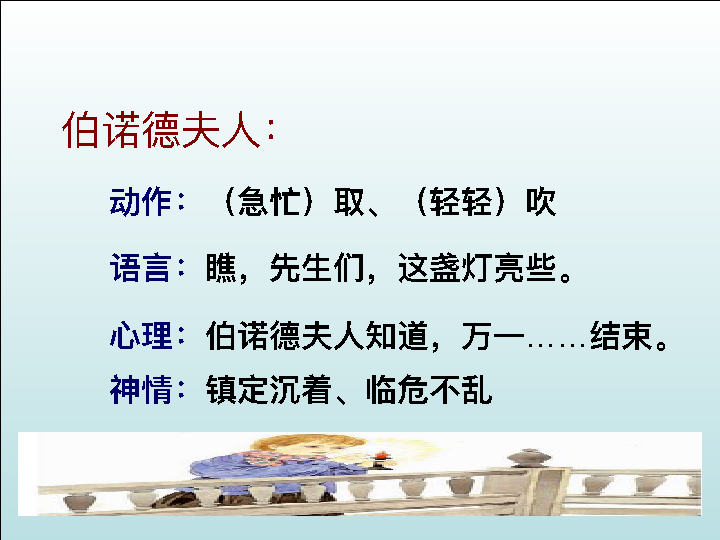 伯诺德夫人：
动作：（急忙）取、（轻轻）吹
语言：瞧，先生们，这盏灯亮些。
心理：伯诺德夫人知道，万一……结束。
神情：镇定沉着、临危不乱